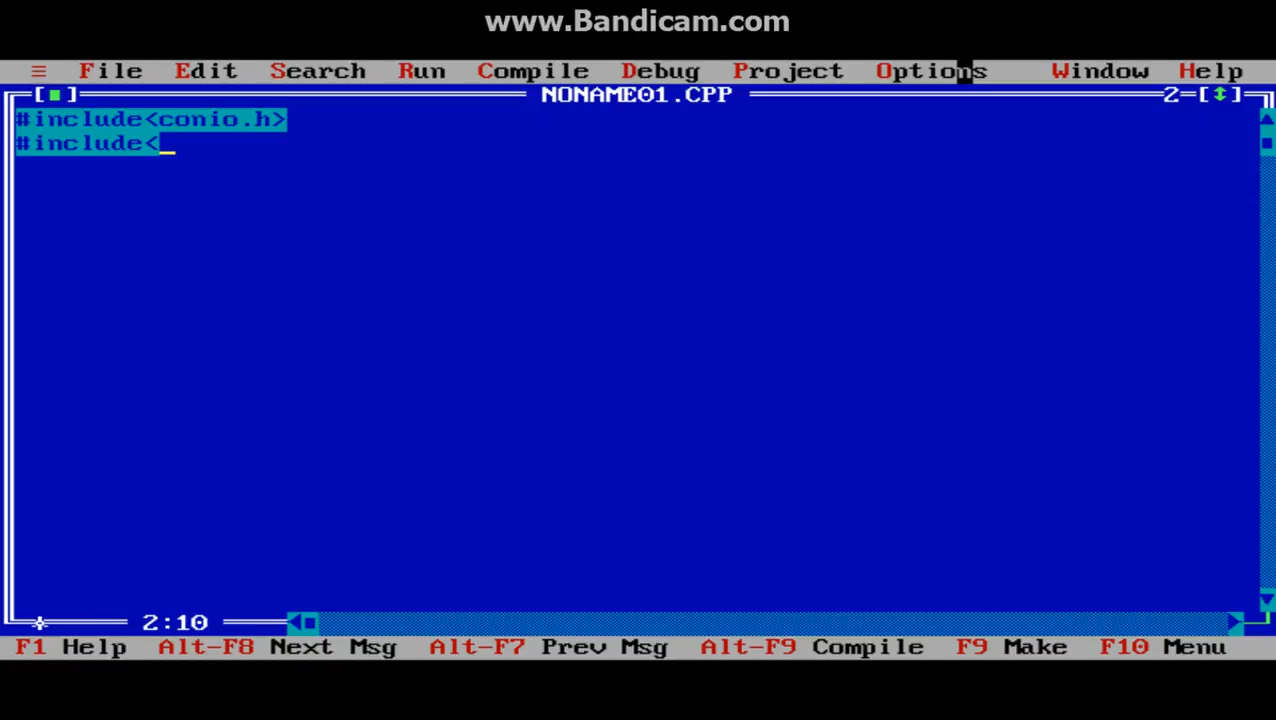 www.Bandicam.com
≡ File Edit Search Run Compile Debug Project Options Window Help
[■] NONAME01.CPP 2=[↕]
#include<conio.h>
#include<_
2:10
F1 Help Alt-F8 Next Msg Alt-F7 Prev Msg Alt-F9 Compile F9 Make F10 Menu